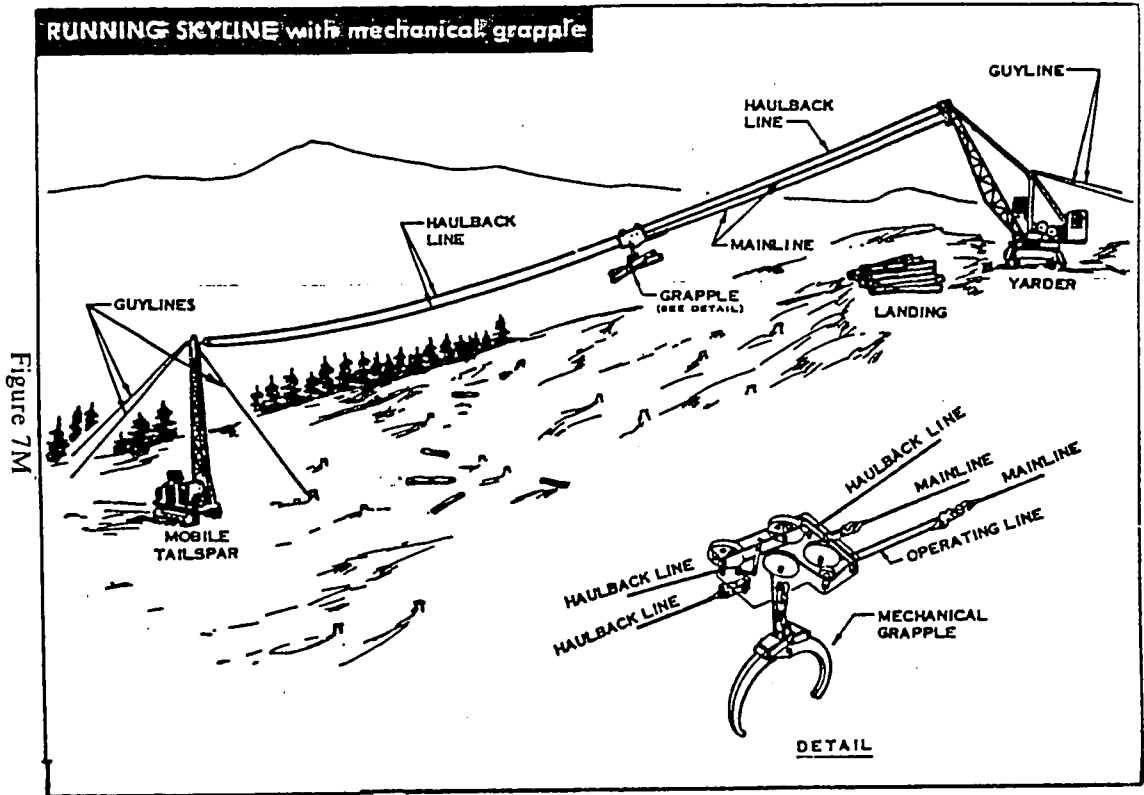 RUNNING SKYLINE with mechanical grapple
GUYLINE
HAULBACK
LINE
HAULBACK
LINE
MAINLINE
GUYLINES
GRAPPLE
(SEE DETAIL)
LANDING
YARDER
Figure 7M
MOBILE
TAILSPAR
HAULBACK LINE
MAINLINE
MAINLINE
OPERATING LINE
HAULBACK LINE
HAULBACK LINE
MECHANICAL
GRAPPLE
DETAIL